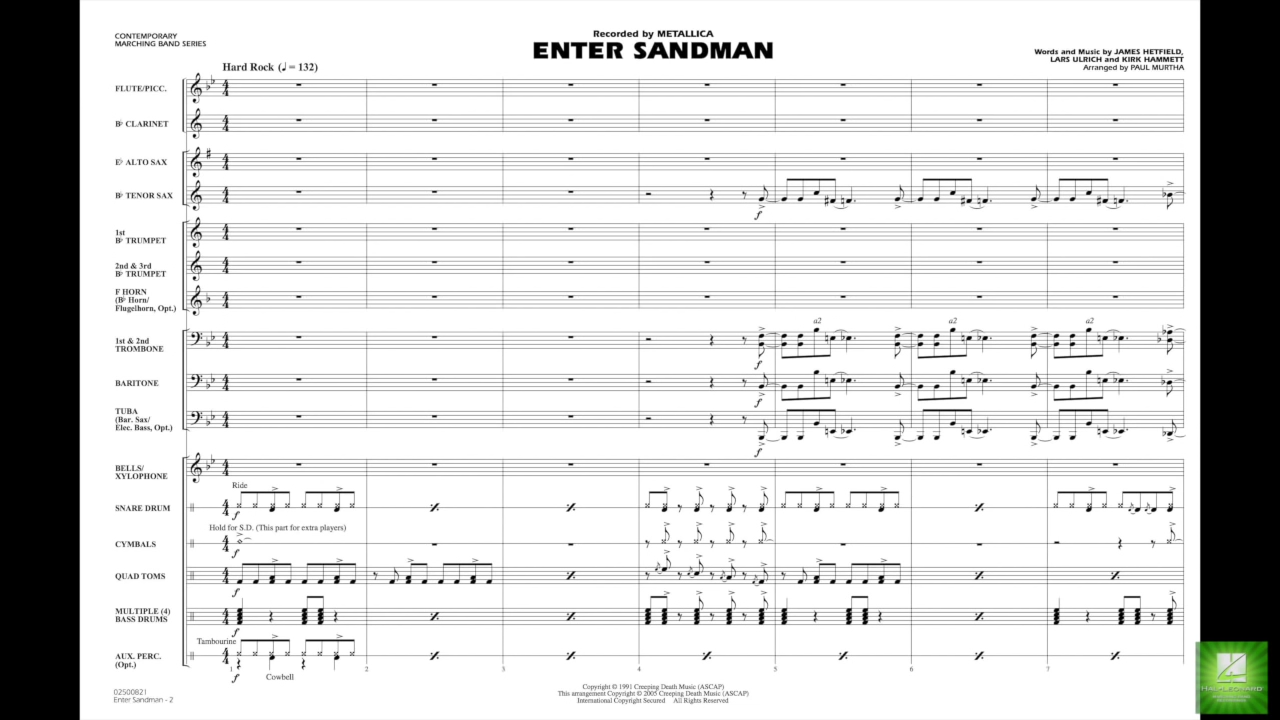 CONTEMPORARY
MARCHING BAND SERIES
Recorded by METALLICA
ENTER SANDMAN
Words and Music by JAMES HETFIELD,
LARS ULRICH and KIRK HAMMETT
Arranged by PAUL MURTHA
Hard Rock (♩ = 132)
FLUTE/PICC.
B♭ CLARINET
E♭ ALTO SAX
B♭ TENOR SAX
f
1st
B♭ TRUMPET
2nd & 3rd
B♭ TRUMPET
F HORN
(B♭ Horn/
Flugelhorn, Opt.)
a2 a2 a2
1st & 2nd
TROMBONE
f
BARITONE
f
TUBA
(Bar. Sax/
Elec. Bass, Opt.)
f
BELLS/
XYLOPHONE
Ride
SNARE DRUM
f
Hold for S.D. (This part for extra players)
CYMBALS
f
QUAD TOMS
f
MULTIPLE (4)
BASS DRUMS
f
Tambourine
AUX. PERC.
(Opt.)
f
Cowbell
1 2 3 4 5 6 7
02500821
Enter Sandman - 2
Copyright © 1991 Creeping Death Music (ASCAP)
This arrangement Copyright © 2005 Creeping Death Music (ASCAP)
International Copyright Secured All Rights Reserved
HAL•LEONARD